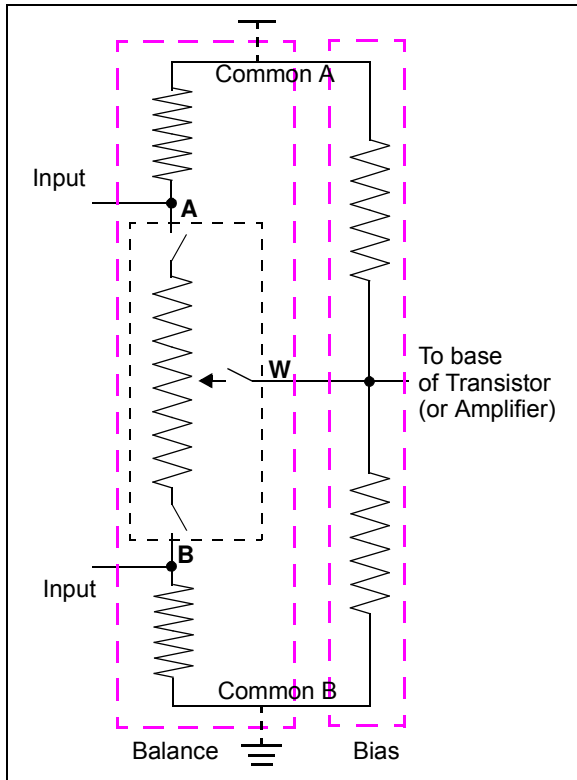 Common A
Input
A
W
To base
of Transistor
(or Amplifier)
B
Input
Common B
Balance
Bias